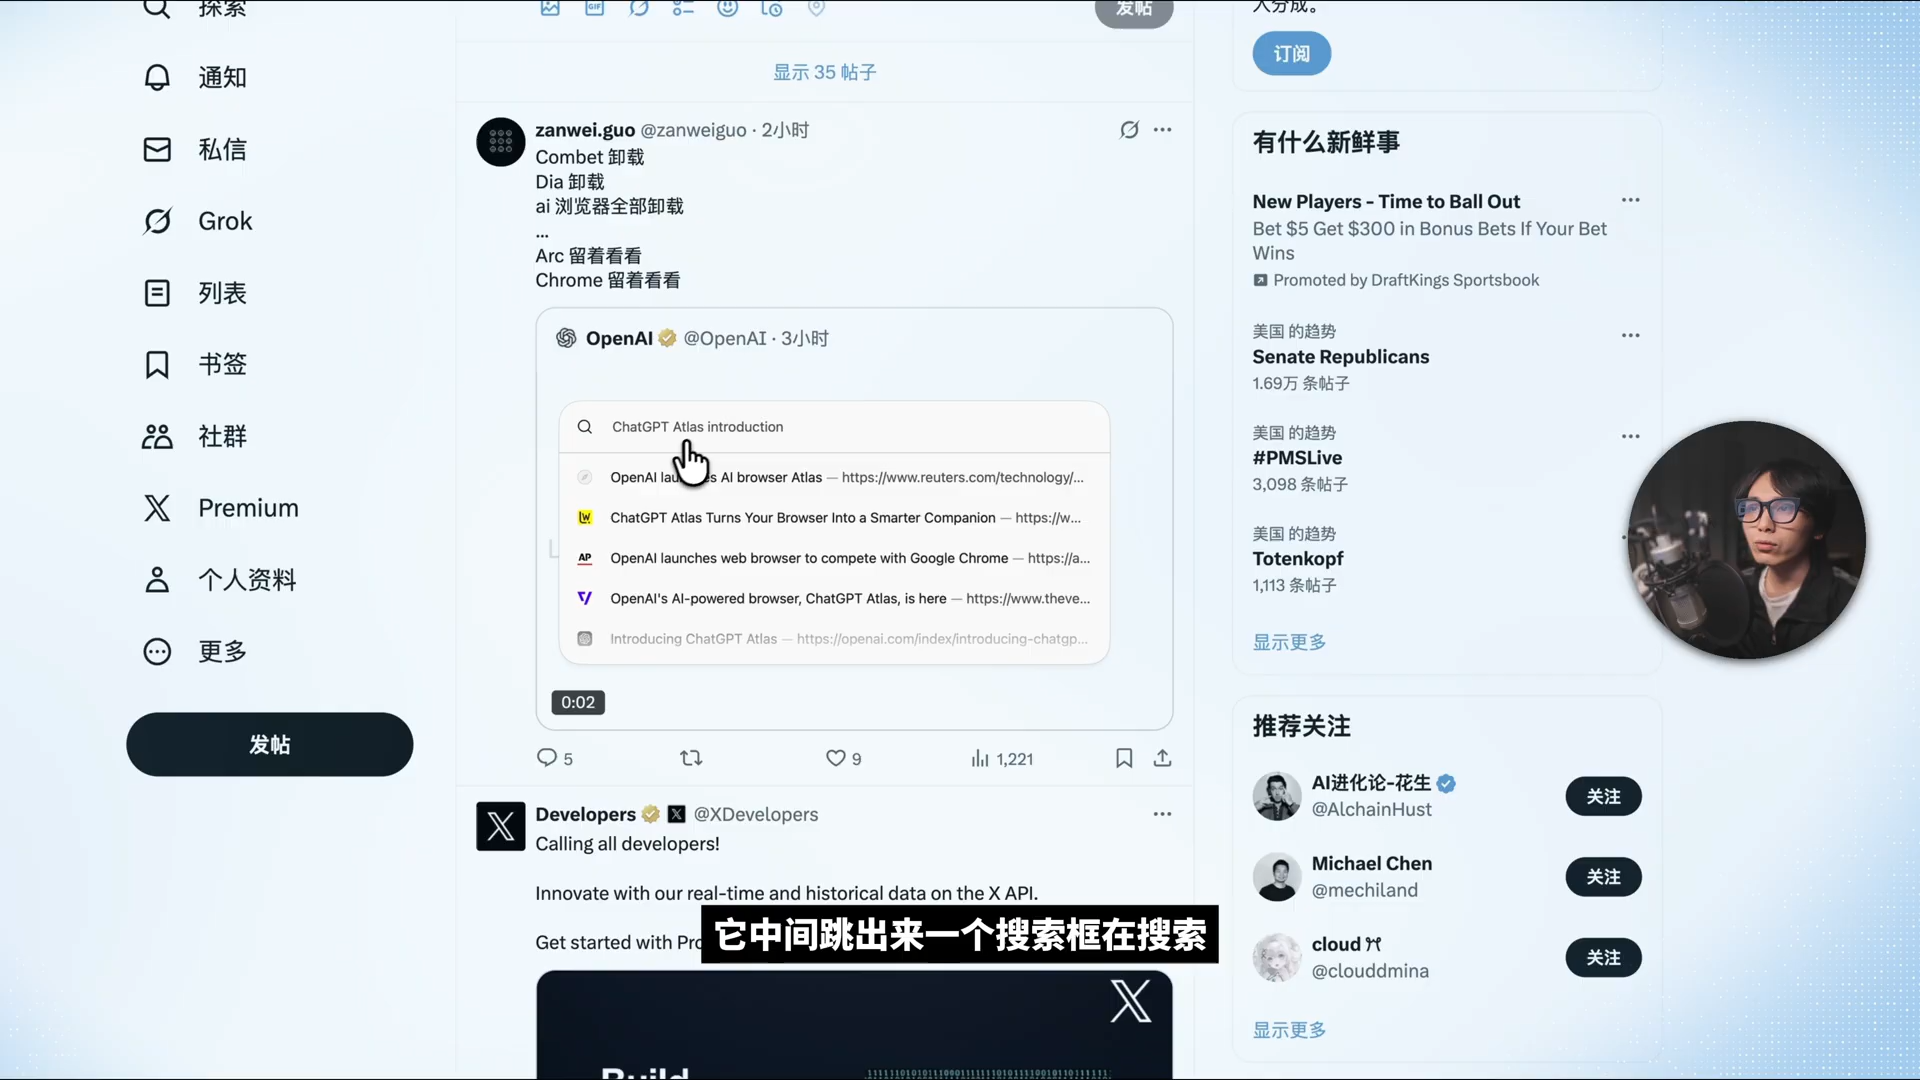 探索
通知
私信
Grok
列表
书签
社群
Premium
个人资料
更多
发帖
GIF
发帖
显示 35 帖子
zanwei.guo @zanweiguo · 2小时
Combet 卸载
Dia 卸载
ai 浏览器全部卸载
...
Arc 留着看看
Chrome 留着看看
OpenAI @OpenAI · 3小时
ChatGPT Atlas introduction
OpenAI laun es AI browser Atlas — https://www.reuters.com/technology/...
ChatGPT Atlas Turns Your Browser Into a Smarter Companion — https://w...
AP
OpenAI launches web browser to compete with Google Chrome — https://a...
OpenAI's AI-powered browser, ChatGPT Atlas, is here — https://www.theve...
Introducing ChatGPT Atlas — https://openai.com/index/introducing-chatgp...
0:02
5
9
1,221
Developers @XDevelopers
Calling all developers!
Innovate with our real-time and historical data on the X API.
Get started with Pro
Build
它中间跳出来一个搜索框在搜索
人分成。
订阅
有什么新鲜事
New Players - Time to Ball Out
Bet $5 Get $300 in Bonus Bets If Your Bet
Wins
Promoted by DraftKings Sportsbook
美国 的趋势
Senate Republicans
1.69万 条帖子
美国 的趋势
#PMSLive
3,098 条帖子
美国 的趋势
Totenkopf
1,113 条帖子
显示更多
推荐关注
AI进化论-花生
@AlchainHust
关注
Michael Chen
@mechiland
关注
cloud
@clouddmina
关注
显示更多